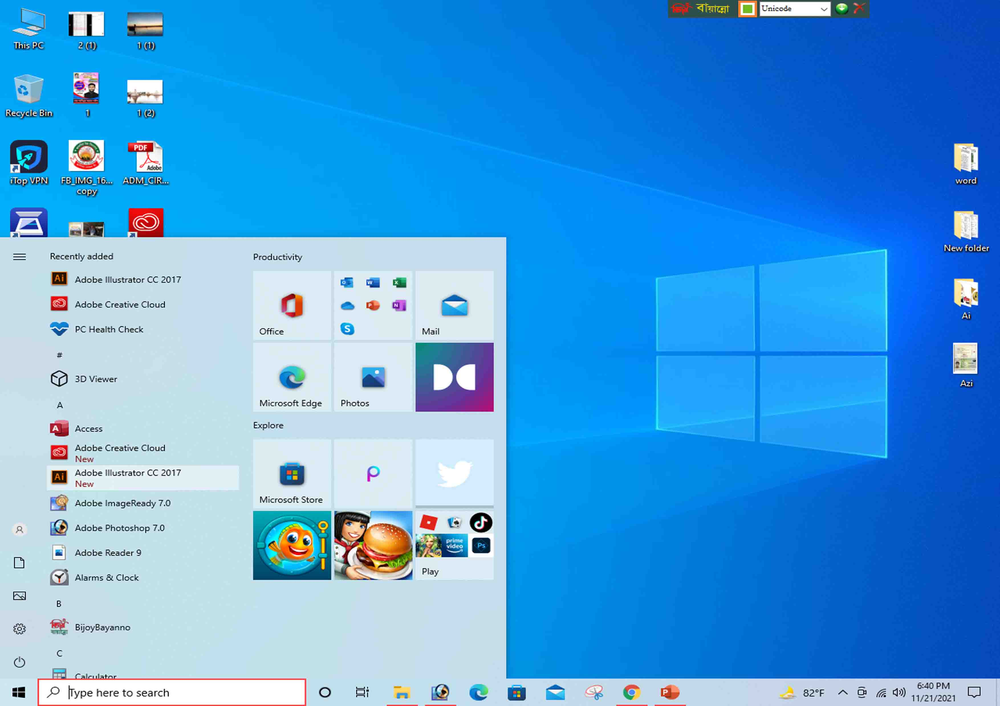 বিজয় বায়ান্নো
Unicode
This PC
2 (1)
1 (1)
Recycle Bin
1
1 (2)
PDF
Adobe
iTop VPN
FB_IMG_16...
copy
ADM_CIR...
word
New folder
Ai
Azi
Recently added
Adobe Illustrator CC 2017
Adobe Creative Cloud
PC Health Check
#
3D Viewer
A
Access
Adobe Creative Cloud
New
Adobe Illustrator CC 2017
New
Adobe ImageReady 7.0
Adobe Photoshop 7.0
Adobe Reader 9
Alarms & Clock
B
BijoyBayanno
C
Calculator
Productivity
Office
Mail
Microsoft Edge
Photos
Explore
Microsoft Store
prime
video
Ps
Play
Type here to search
82°F
6:40 PM
11/21/2021